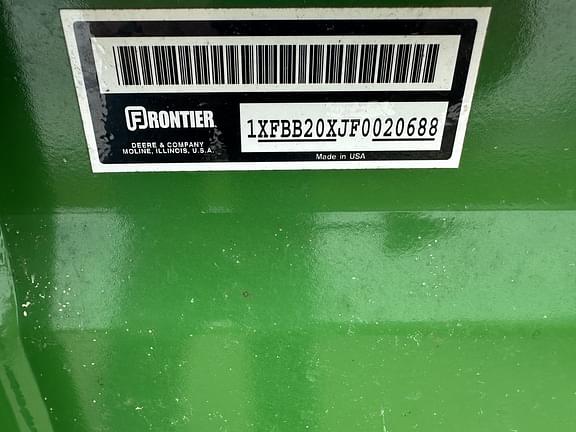 FRONTIER
DEERE & COMPANY
MOLINE, ILLINOIS, U.S.A.
1XFBB20XJF0020688
Made in USA